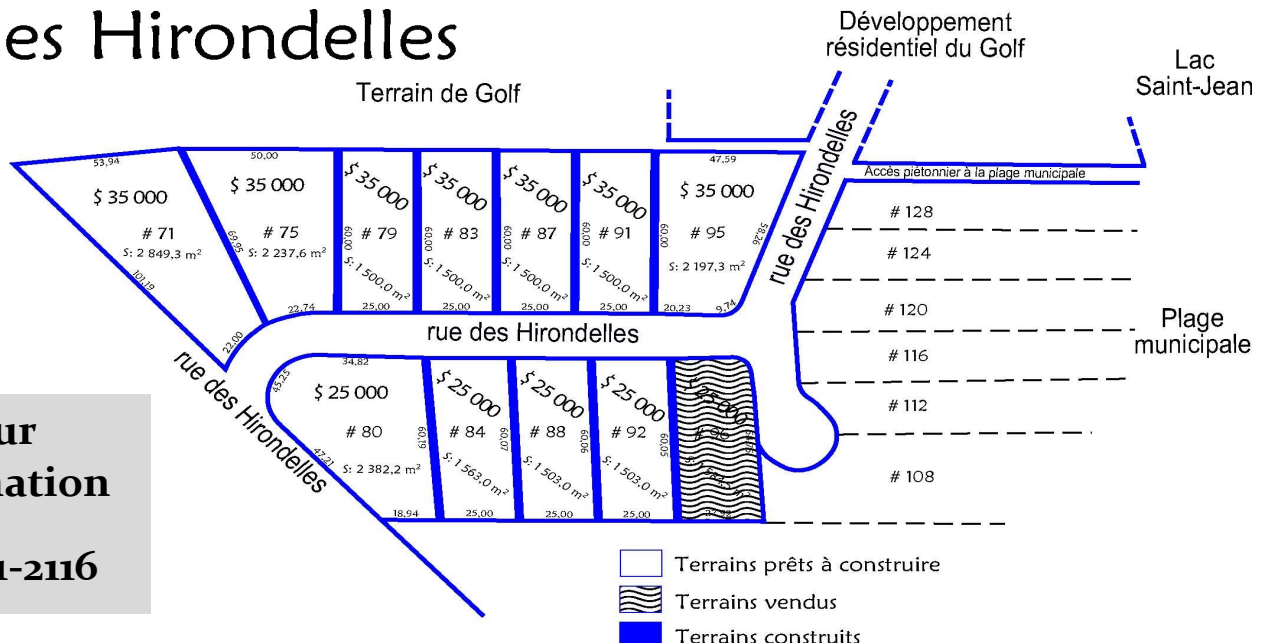 es Hirondelles
Développement
résidentiel du Golf
Lac
Saint-Jean
Terrain de Golf
rue des Hirondelles
Accès piétonnier à la plage municipale
53,94
$ 35 000
# 71
S: 2 849,3 m²
101,19
22,00
50,00
$ 35 000
# 75
S: 2 237,6 m²
69,95
22,74
$ 35 000
# 79
60,00
S: 1 500,0 m²
25,00
$ 35 000
# 83
60,00
S: 1 500,0 m²
25,00
$ 35 000
# 87
60,00
S: 1 500,0 m²
25,00
$ 35 000
# 91
60,00
S: 1 500,0 m²
25,00
47,59
$ 35 000
# 95
60,00
S: 2 197,3 m²
58,26
20,23
9,74
# 128
# 124
# 120
# 116
# 112
# 108
Plage
municipale
rue des Hirondelles
rue des Hirondelles
34,82
45,25
$ 25 000
# 80
S: 2 382,2 m²
47,21
18,94
60,19
$ 25 000
# 84
S: 1 563,0 m²
60,07
25,00
$ 25 000
# 88
S: 1 503,0 m²
60,06
25,00
$ 25 000
# 92
S: 1 503,0 m²
60,05
25,00
$ 25 000
ur
nation
1-2116
Terrains prêts à construire
Terrains vendus
Terrains construits